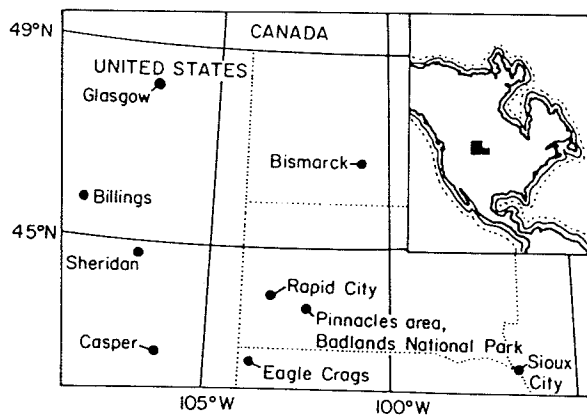 49°N
CANADA
UNITED STATES
Glasgow
Bismarck
Billings
45°N
Sheridan
Rapid City
Pinnacles area,
Badlands National Park
Casper
Eagle Crags
Sioux
City
105°W
100°W